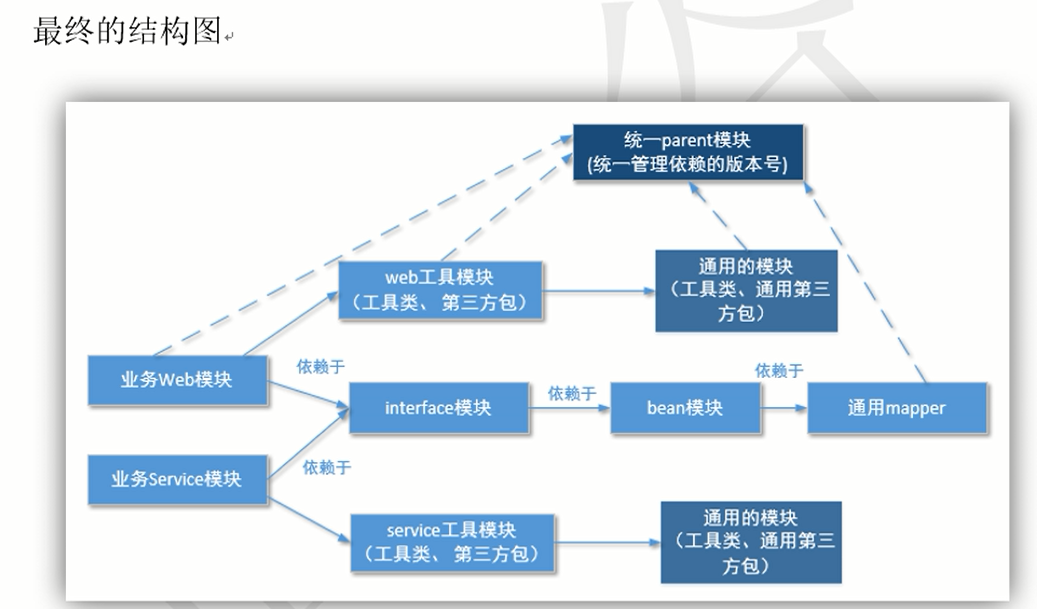 最终的结构图
统一parent模块
(统一管理依赖的版本号)
web工具模块
（工具类、 第三方包）
通用的模块
（工具类、通用第三
方包）
业务Web模块
依赖于
interface模块
依赖于
bean模块
依赖于
通用mapper
业务Service模块
依赖于
service工具模块
（工具类、 第三方包）
通用的模块
（工具类、通用第三
方包）